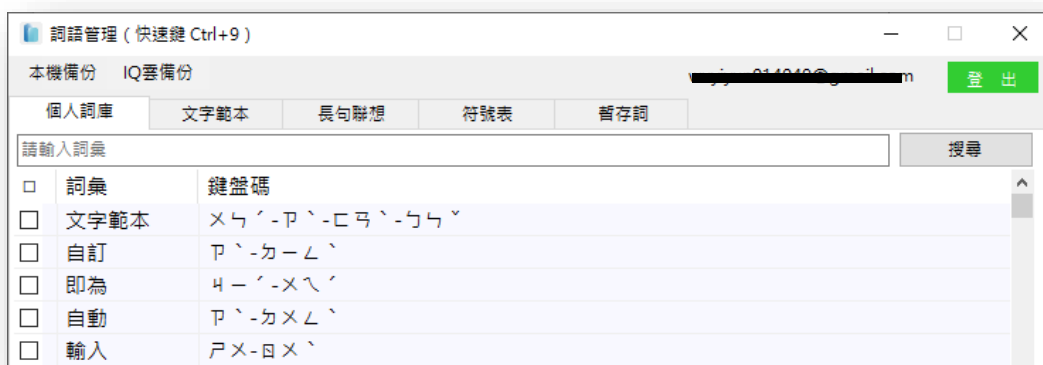 詞語管理（快速鍵 Ctrl+9）
本機備份 IQ雲備份 登 出
個人詞庫 文字範本 長句聯想 符號表 暫存詞
請輸入詞彙 搜尋
詞彙 鍵盤碼
文字範本 ㄨㄣˊ-ㄗˋ-ㄈㄢˋ-ㄅㄣˇ
自訂 ㄗˋ-ㄉㄧㄥˋ
即為 ㄐㄧˊ-ㄨㄟˊ
自動 ㄗˋ-ㄉㄨㄥˋ
輸入 ㄕㄨ-ㄖㄨˋ